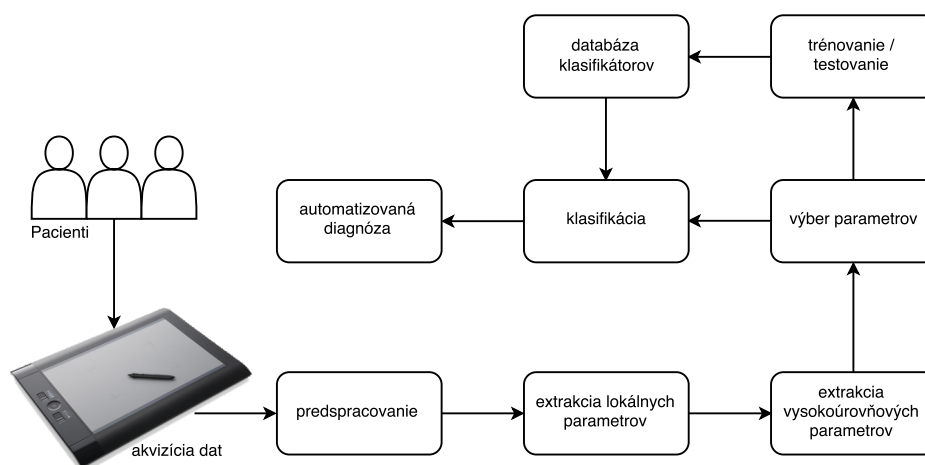 databáza
klasifikátorov
trénovanie /
testovanie
Pacienti
automatizovaná
diagnóza
klasifikácia
výber parametrov
akvizícia dat
predspracovanie
extrakcia lokálnych
parametrov
extrakcia
vysokoúrovňových
parametrov